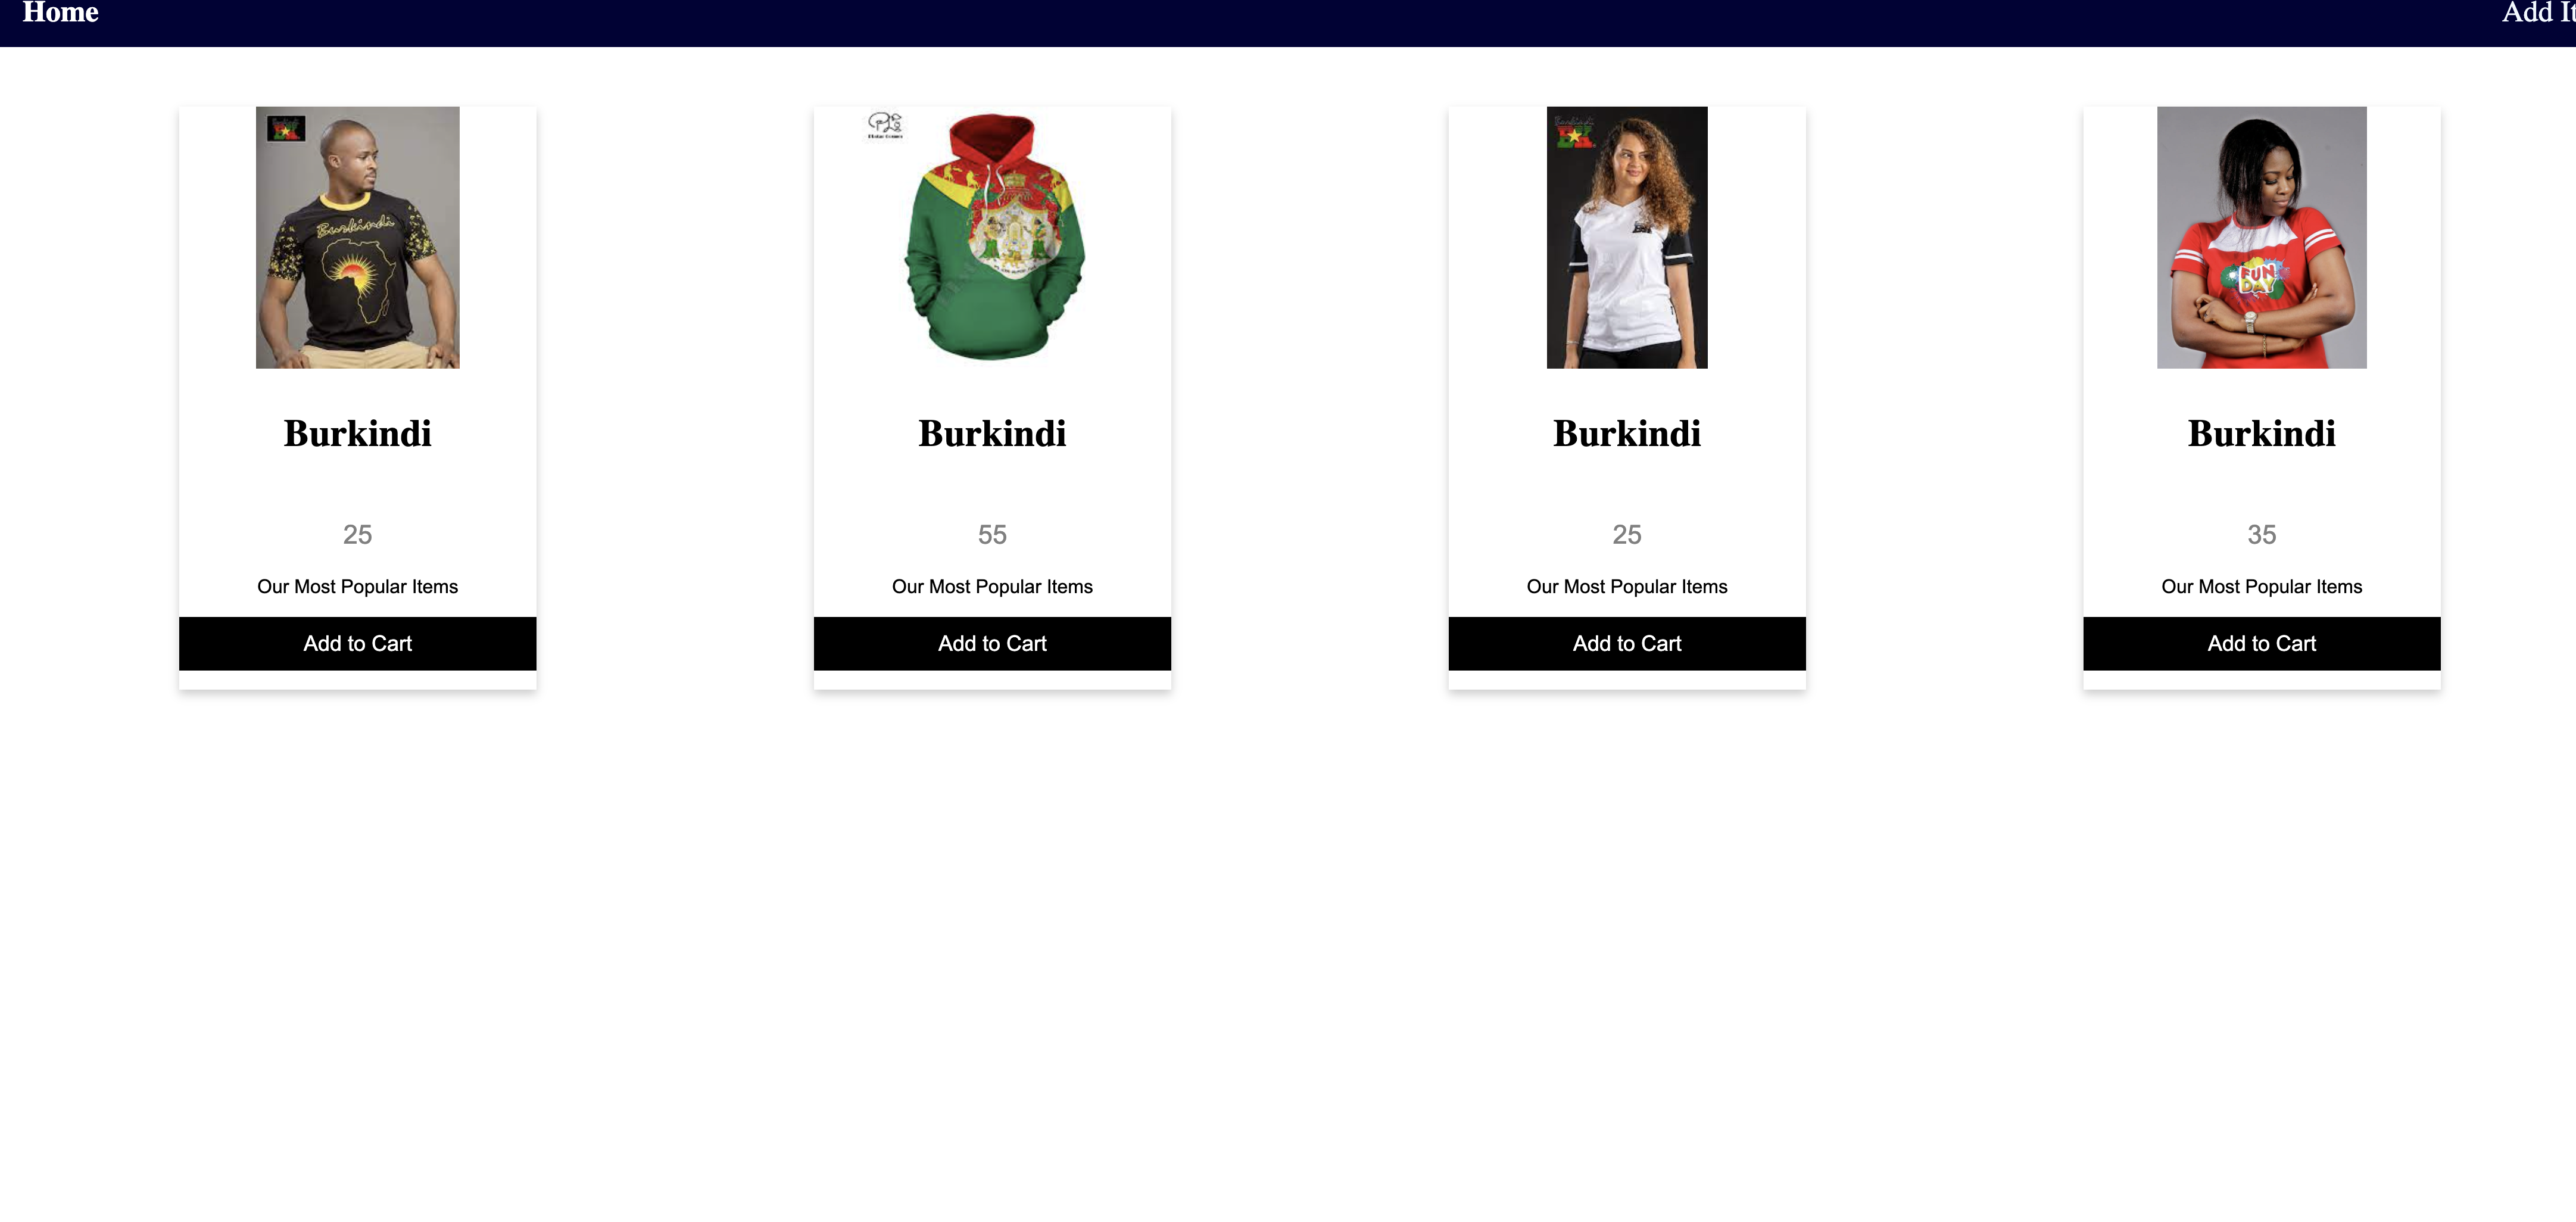 Home
Add It
Burkindi
FUN
DAY
Burkindi
Burkindi
Burkindi
Burkindi
25
55
25
35
Our Most Popular Items
Our Most Popular Items
Our Most Popular Items
Our Most Popular Items
Add to Cart
Add to Cart
Add to Cart
Add to Cart